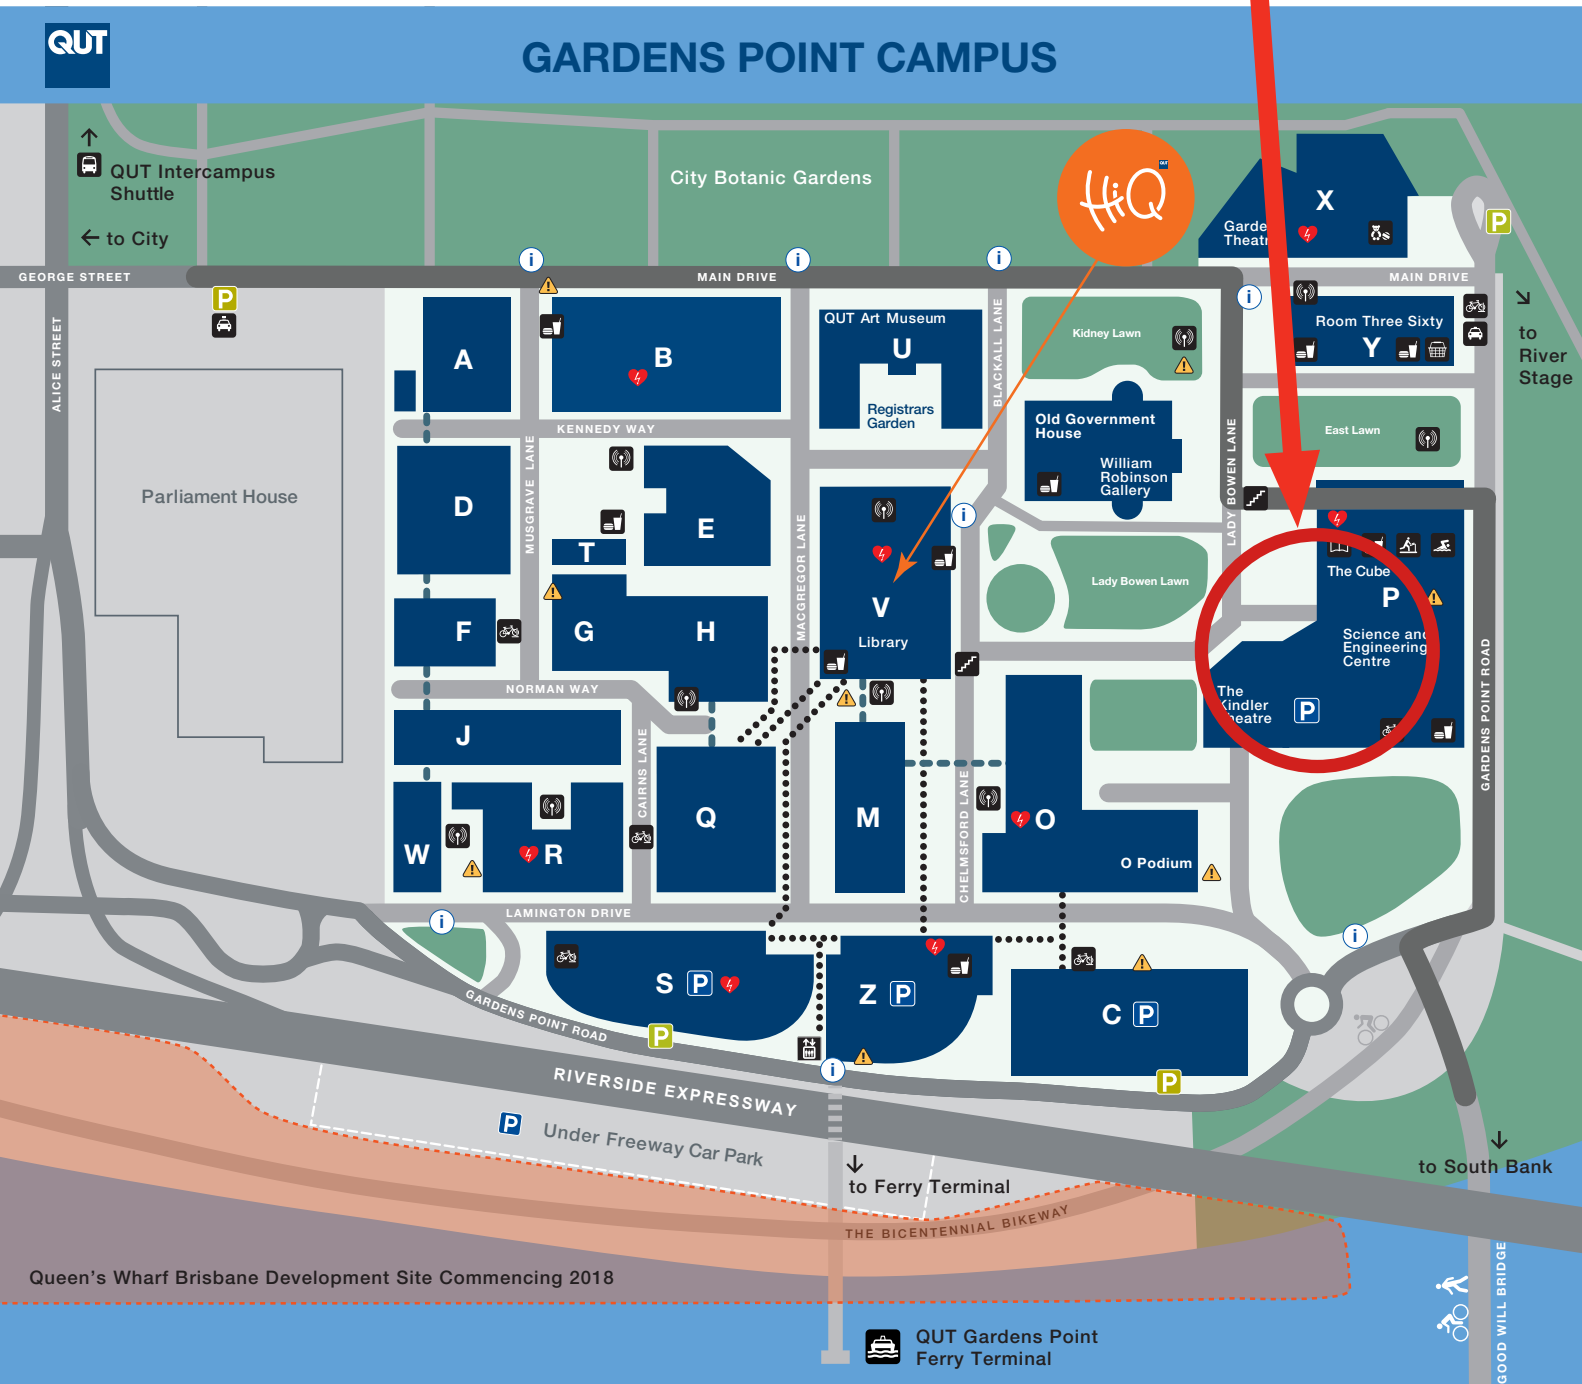 QUT
GARDENS POINT CAMPUS
QUT Intercampus
Shuttle
to City
City Botanic Gardens
HiQ
QUT
X
P
GEORGE STREET
MAIN DRIVE
MAIN DRIVE
i
i
i
i
P
ALICE STREET
A
B
QUT Art Museum
U
Registrars
Garden
BLACKALL LANE
Kidney Lawn
Room Three Sixty
Y
to
River
Stage
KENNEDY WAY
Old Government
House
William
Robinson
Gallery
LADY BOWEN LANE
East Lawn
Parliament House
D
MUSGRAVE LANE
E
T
MACGREGOR LANE
i
V
Library
Lady Bowen Lawn
The Cube
P
Science and
Engineering
Centre
The
Kindler
Theatre
P
GARDENS POINT ROAD
F
G
H
NORMAN WAY
J
CAIRNS LANE
Q
M
CHELMSFORD LANE
O
O Podium
W
R
LAMINGTON DRIVE
i
i
S
P
Z
P
C
P
GARDENS POINT ROAD
P
i
P
RIVERSIDE EXPRESSWAY
P
Under Freeway Car Park
to Ferry Terminal
to South Bank
THE BICENTENNIAL BIKEWAY
Queen's Wharf Brisbane Development Site Commencing 2018
GOOD WILL BRIDGE
QUT Gardens Point
Ferry Terminal